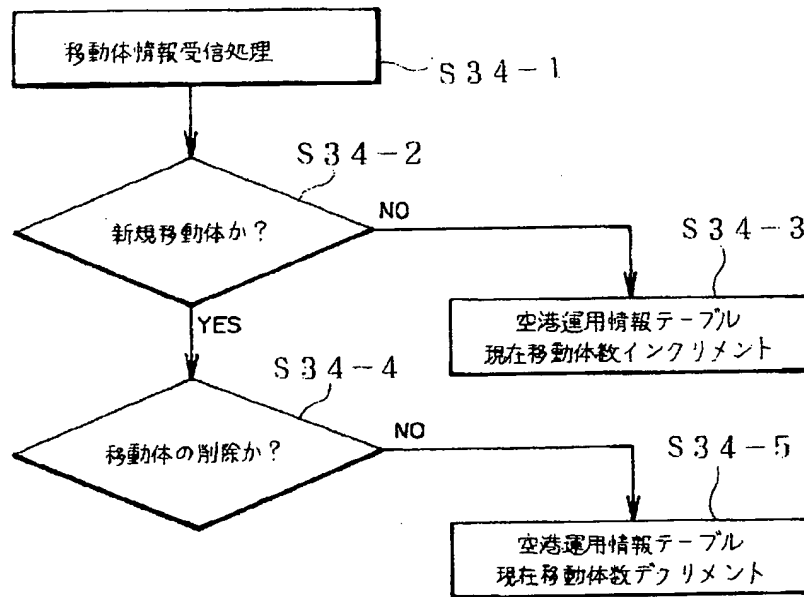 移動体情報受信処理
S34-1
S34-2
新規移動体か?
NO
S34-3
空港運用情報テーブル
現在移動体数インクリメント
YES
S34-4
移動体の削除か?
NO
S34-5
空港運用情報テーブル
現在移動体数デクリメント